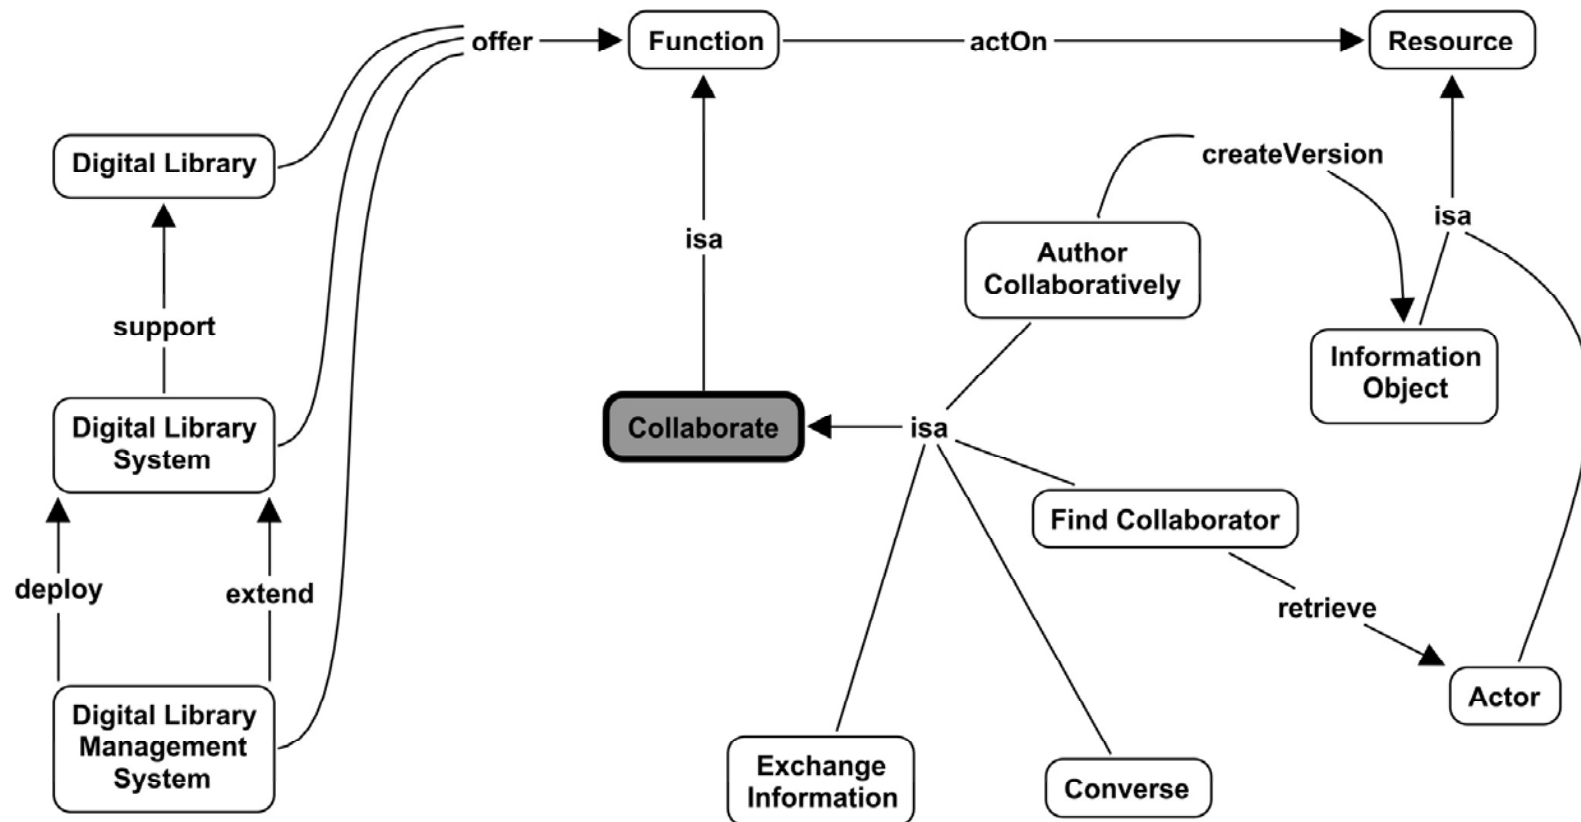 offer
Function
actOn
Resource
Digital Library
createVersion
isa
isa
Author
Collaboratively
support
Information
Object
Digital Library
System
Collaborate
isa
Find Collaborator
deploy
extend
retrieve
Actor
Digital Library
Management
System
Exchange
Information
Converse